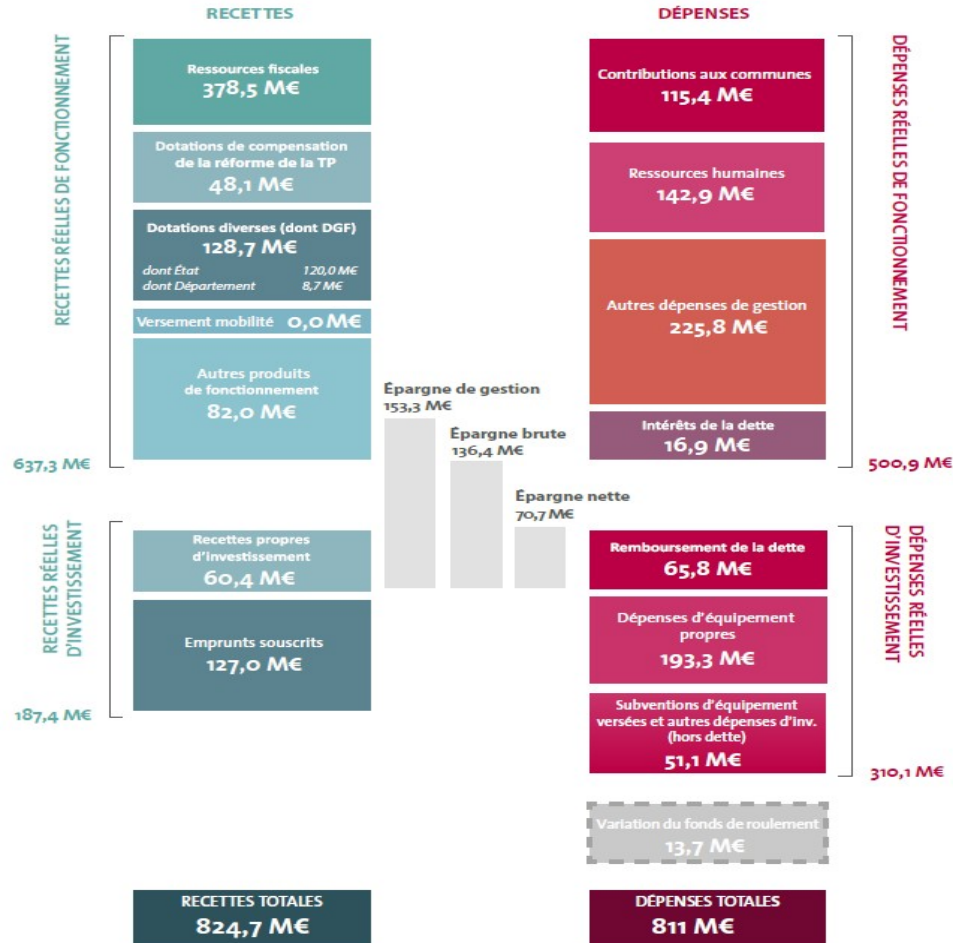 RECETTES
RECETTES RÉELLES DE FONCTIONNEMENT
Ressources fiscales
378,5 M€
Dotations de compensation
de la réforme de la TP
48,1 M€
Dotations diverses (dont DGF)
128,7 M€
dont État 120,0 M€
dont Département 8,7 M€
Versement mobilité 0,0 M€
Autres produits
de fonctionnement
82,0 M€
637,3 M€
RECETTES RÉELLES
D'INVESTISSEMENT
Recettes propres
d'investissement
60,4 M€
Emprunts souscrits
127,0 M€
187,4 M€
RECETTES TOTALES
824,7 M€
Épargne de gestion
153,3 M€
Épargne brute
136,4 M€
Épargne nette
70,7 M€
DÉPENSES
DÉPENSES RÉELLES DE FONCTIONNEMENT
Contributions aux communes
115,4 M€
Ressources humaines
142,9 M€
Autres dépenses de gestion
225,8 M€
Intérêts de la dette
16,9 M€
500,9 M€
DÉPENSES RÉELLES
D'INVESTISSEMENT
Remboursement de la dette
65,8 M€
Dépenses d'équipement
propres
193,3 M€
Subventions d'équipement
versées et autres dépenses d'inv.
(hors dette)
51,1 M€
310,1 M€
Variation du fonds de roulement
13,7 M€
DÉPENSES TOTALES
811 M€